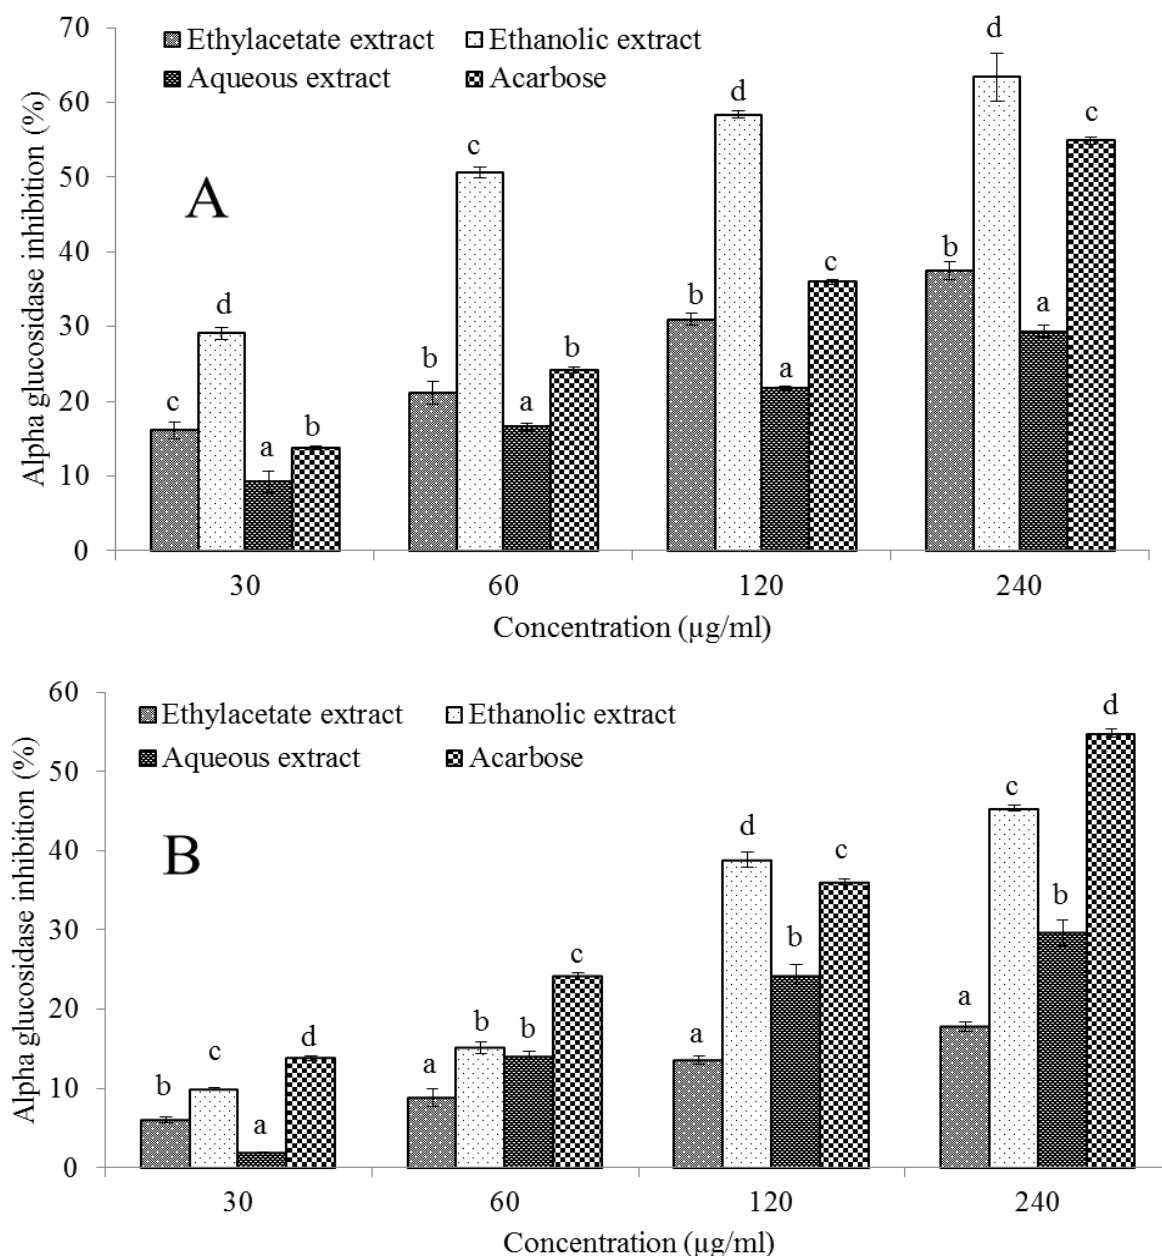 70
60
50
40
30
20
10
0
Alpha glucosidase inhibition (%)
Ethylacetate extract Ethanolic extract
Aqueous extract Acarbose
A
c d a b
b c a b
b d a c
b d a c
30 60 120 240
Concentration (µg/ml)
60
50
40
30
20
10
0
Alpha glucosidase inhibition (%)
Ethylacetate extract Ethanolic extract
Aqueous extract Acarbose
B
b c a d
a b b c
a d b c
a c b d
30 60 120 240
Concentration (µg/ml)